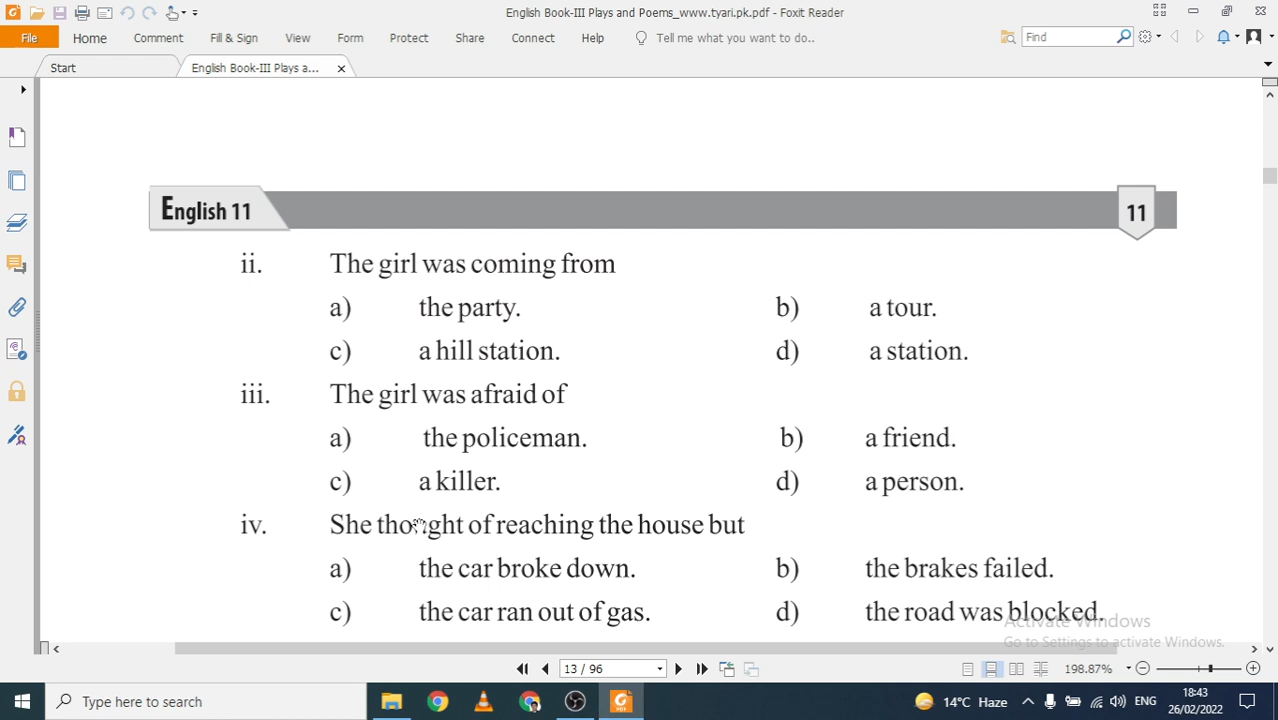 English Book-III Plays and Poems_www.tyari.pk.pdf - Foxit Reader
File Home Comment Fill & Sign View Form Protect Share Connect Help Tell me what you want to do.. Find
Start English Book-III Plays a...
English 11 11
ii. The girl was coming from
a) the party. b) a tour.
c) a hill station. d) a station.
iii. The girl was afraid of
a) the policeman. b) a friend.
c) a killer. d) a person.
iv. She thought of reaching the house but
a) the car broke down. b) the brakes failed.
c) the car ran out of gas. d) the road was blocked.
Activate Windows
Go to Settings to activate Windows.
13 / 96 198.87%
Type here to search 14°C Haze ENG 18:43
26/02/2022